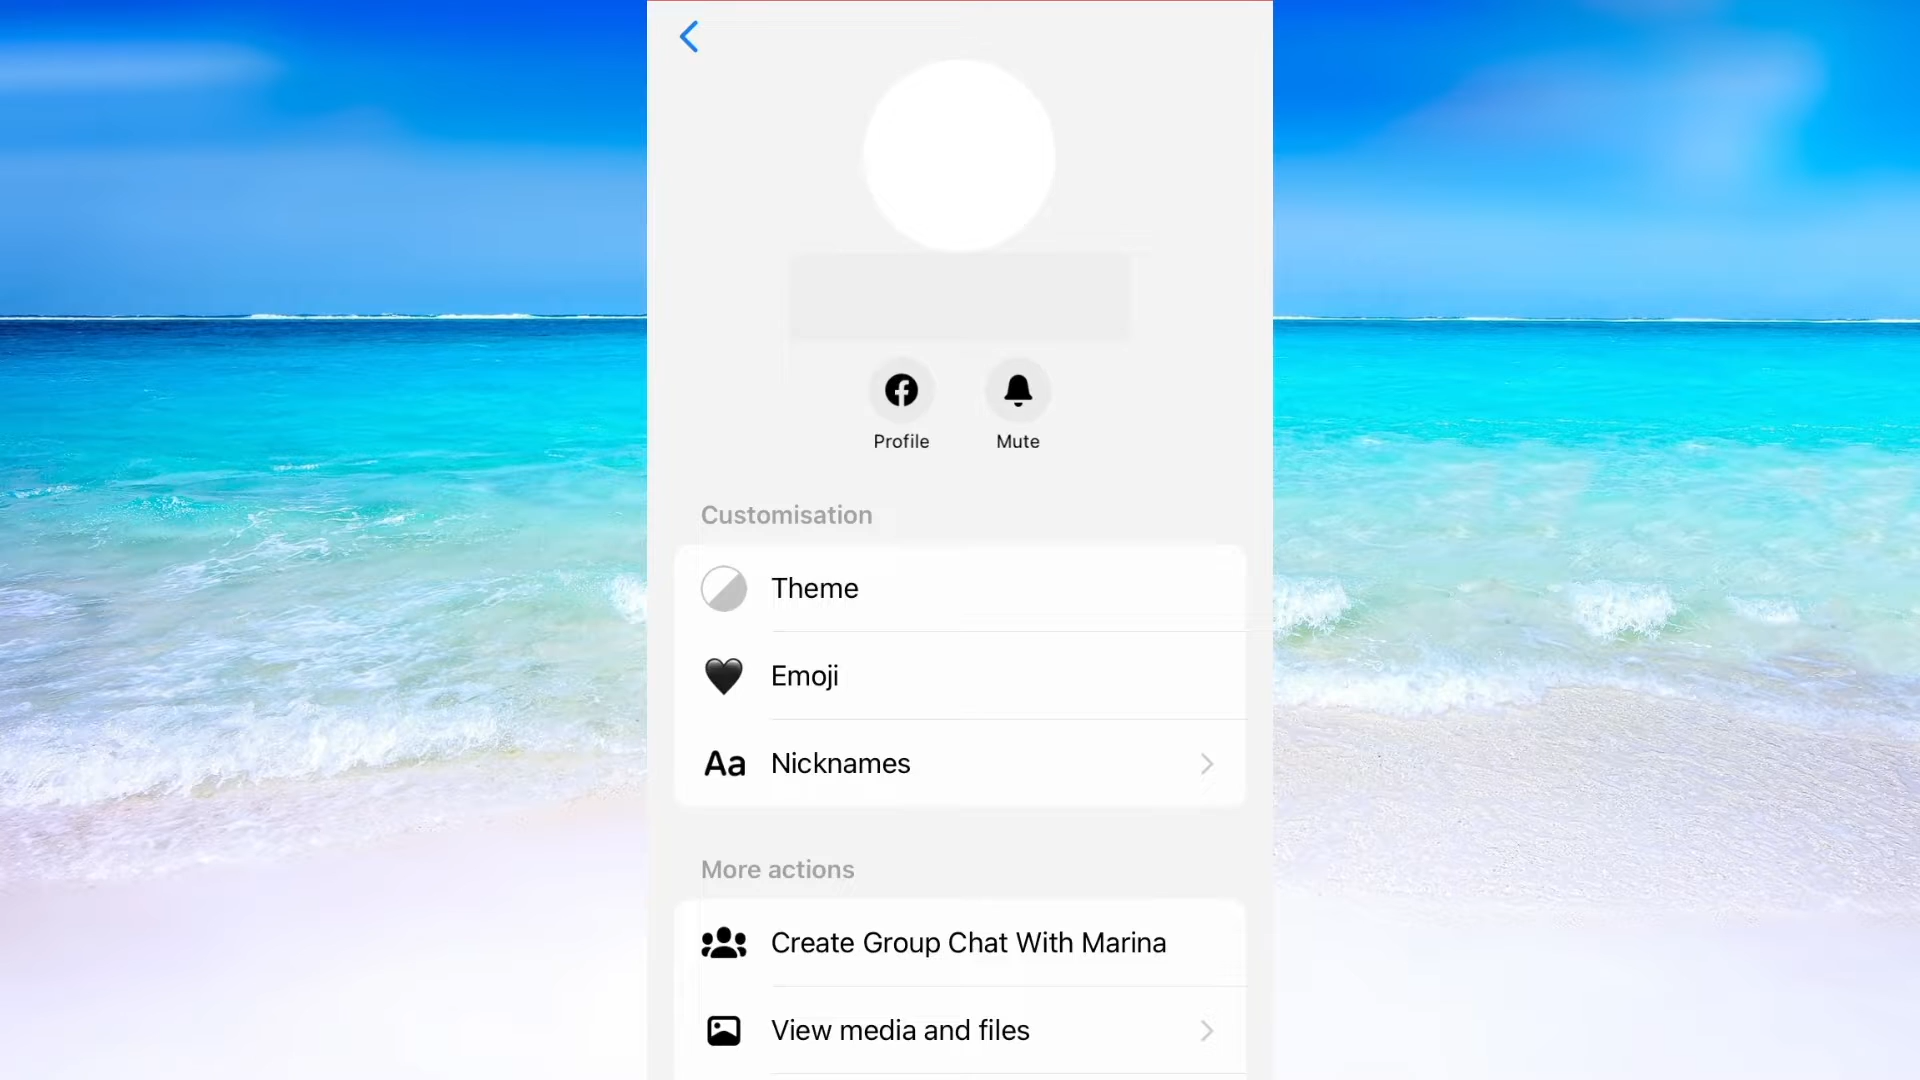 Profile
Mute
Customisation
Theme
Emoji
Aa Nicknames
More actions
Create Group Chat With Marina
View media and files